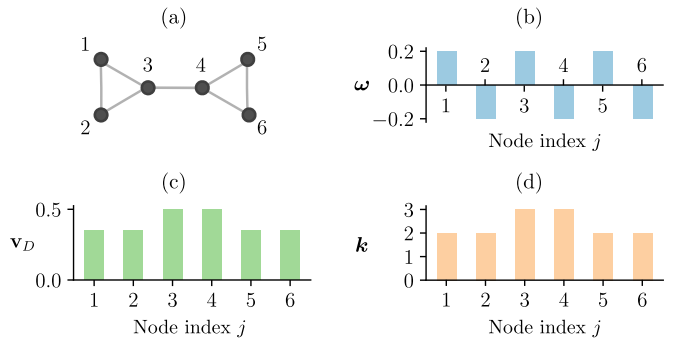 (a)
1 5
3 4
2 6
(b)
ω
0.2
0.0
−0.2
2 4 6
1 3 5
Node index j
(c)
v_D
0.5
0.0
1 2 3 4 5 6
Node index j
(d)
k
3
2
1
0
1 2 3 4 5 6
Node index j